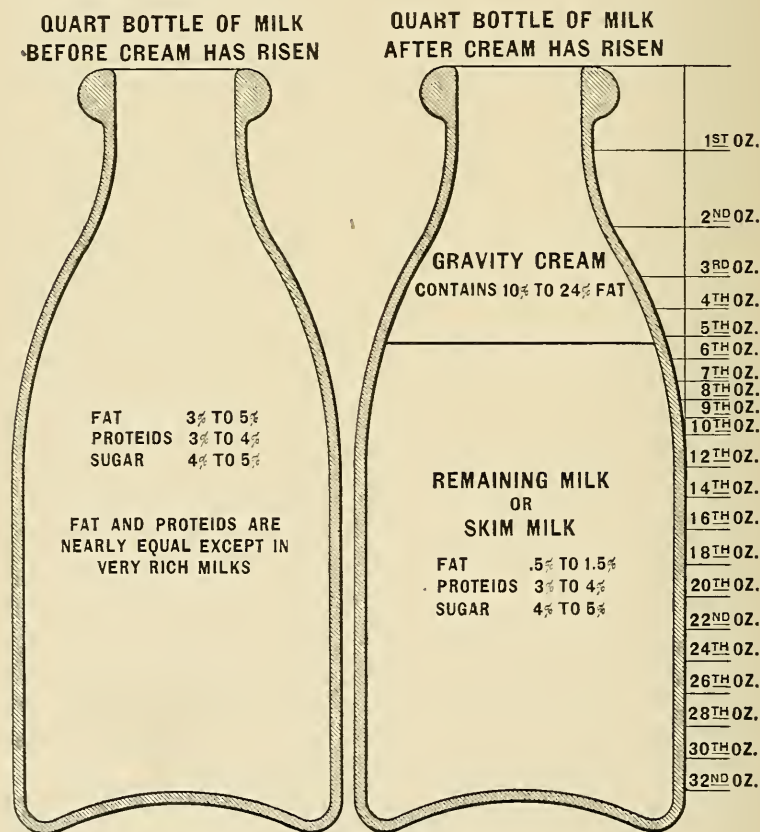 QUART BOTTLE OF MILK
BEFORE CREAM HAS RISEN
FAT 3% TO 5%
PROTEIDS 3% TO 4%
SUGAR 4% TO 5%
FAT AND PROTEIDS ARE
NEARLY EQUAL EXCEPT IN
VERY RICH MILKS
QUART BOTTLE OF MILK
AFTER CREAM HAS RISEN
GRAVITY CREAM
CONTAINS 10% TO 24% FAT
REMAINING MILK
OR
SKIM MILK
FAT .5% TO 1.5%
PROTEIDS 3% TO 4%
SUGAR 4% TO 5%
1ST OZ.
2ND OZ.
3RD OZ.
4TH OZ.
5TH OZ.
6TH OZ.
7TH OZ.
8TH OZ.
9TH OZ.
10TH OZ.
12TH OZ.
14TH OZ.
16TH OZ.
18TH OZ.
20TH OZ.
22ND OZ.
24TH OZ.
26TH OZ.
28TH OZ.
30TH OZ.
32ND OZ.